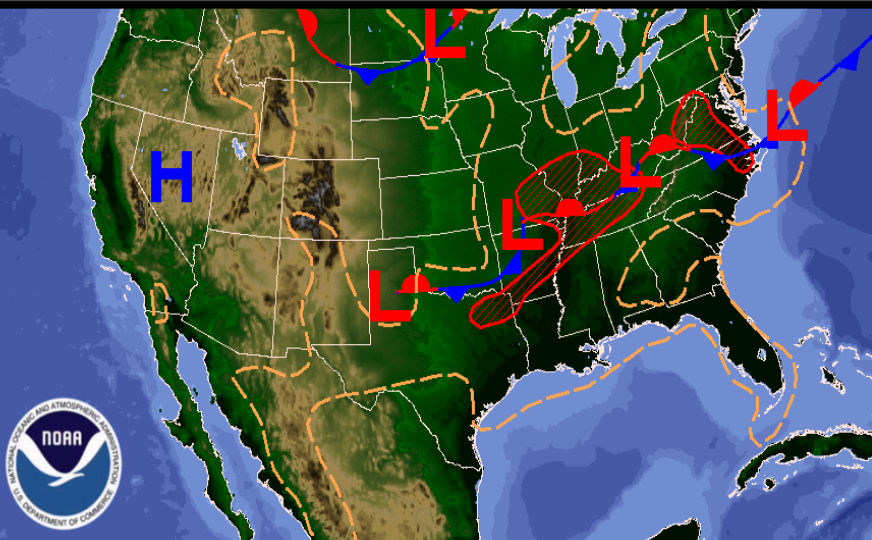 L
L
L
H
L
L
NATIONAL OCEANIC AND ATMOSPHERIC ADMINISTRATION
NOAA
U.S. DEPARTMENT OF COMMERCE